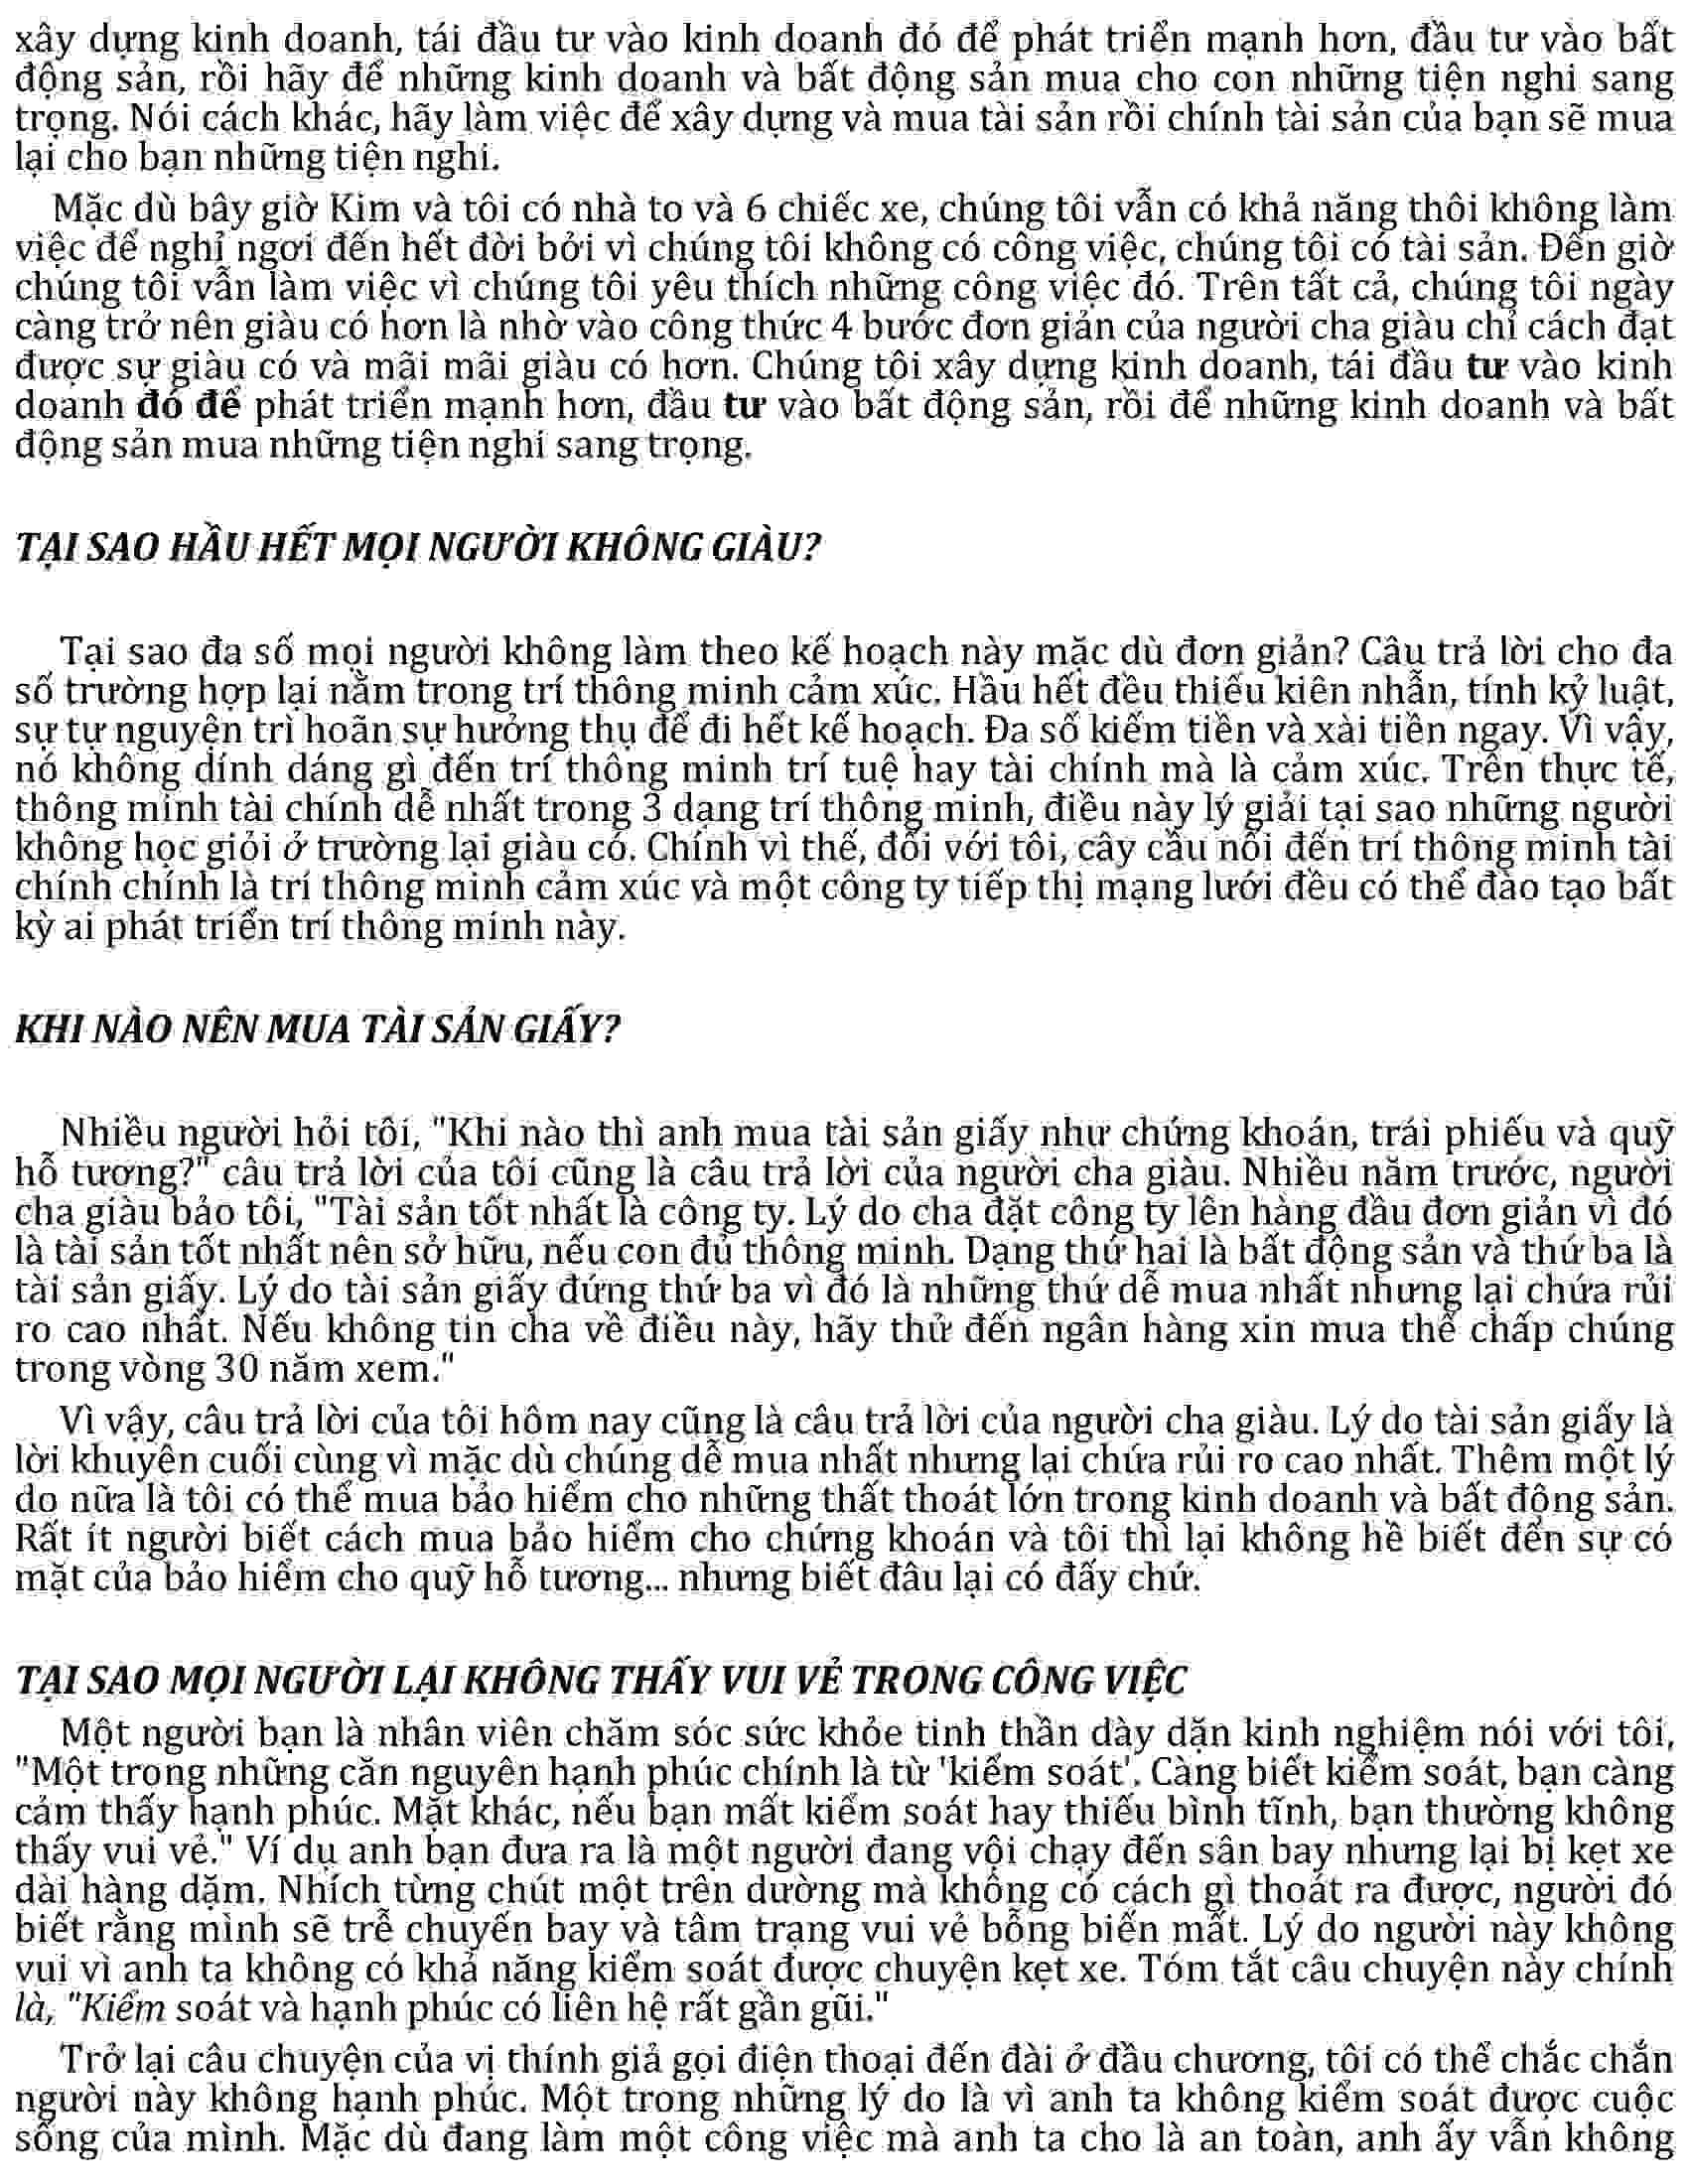 xây dựng kinh doanh, tái đầu tư vào kinh doanh đó để phát triển mạnh hơn, đầu tư vào bất
động sản, rồi hãy để những kinh doanh và bất động sản mua cho con những tiện nghi sang
trọng. Nói cách khác, hãy làm việc để xây dựng và mua tài sản rồi chính tài sản của bạn sẽ mua
lại cho bạn những tiện nghi.
Mặc dù bây giờ Kim và tôi có nhà to và 6 chiếc xe, chúng tôi vẫn có khả năng thôi không làm
việc để nghỉ ngơi đến hết đời bởi vì chúng tôi không có công việc, chúng tôi có tài sản. Đến giờ
chúng tôi vẫn làm việc vì chúng tôi yêu thích những công việc đó. Trên tất cả, chúng tôi ngày
càng trở nên giàu có hơn là nhờ vào công thức 4 bước đơn giản của người cha giàu chỉ cách đạt
được sự giàu có và mãi mãi giàu có hơn. Chúng tôi xây dựng kinh doanh, tái đầu tư vào kinh
doanh đó để phát triển mạnh hơn, đầu tư vào bất động sản, rồi để những kinh doanh và bất
động sản mua những tiện nghi sang trọng.
TẠI SAO HẦU HẾT MỌI NGƯỜI KHÔNG GIÀU?
Tại sao đa số mọi người không làm theo kế hoạch này mặc dù đơn giản? Câu trả lời cho đa
số trường hợp lại nằm trong trí thông minh cảm xúc. Hầu hết đều thiếu kiên nhẫn, tính kỷ luật,
sự tự nguyện trì hoãn sự hưởng thụ để đi hết kế hoạch. Đa số kiếm tiền và xài tiền ngay. Vì vậy,
nó không dính dáng gì đến trí thông minh trí tuệ hay tài chính mà là cảm xúc. Trên thực tế,
thông minh tài chính dễ nhất trong 3 dạng trí thông minh, điều này lý giải tại sao những người
không học giỏi ở trường lại giàu có. Chính vì thế, đối với tôi, cây cầu nối đến trí thông minh tài
chính chính là trí thông minh cảm xúc và một công ty tiếp thị mạng lưới đều có thể đào tạo bất
kỳ ai phát triển trí thông minh này.
KHI NÀO NÊN MUA TÀI SẢN GIẤY?
Nhiều người hỏi tôi, "Khi nào thì anh mua tài sản giấy như chứng khoán, trái phiếu và quỹ
hỗ tương?" câu trả lời của tôi cũng là câu trả lời của người cha giàu. Nhiều năm trước, người
cha giàu bảo tôi, "Tài sản tốt nhất là công ty. Lý do cha đặt công ty lên hàng đầu đơn giản vì đó
là tài sản tốt nhất nên sở hữu, nếu con đủ thông minh. Dạng thứ hai là bất động sản và thứ ba là
tài sản giấy. Lý do tài sản giấy đứng thứ ba vì đó là những thứ dễ mua nhất nhưng lại chứa rủi
ro cao nhất. Nếu không tin cha về điều này, hãy thử đến ngân hàng xin mua thế chấp chúng
trong vòng 30 năm xem."
Vì vậy, câu trả lời của tôi hôm nay cũng là câu trả lời của người cha giàu. Lý do tài sản giấy là
lời khuyên cuối cùng vì mặc dù chúng dễ mua nhất nhưng lại chứa rủi ro cao nhất. Thêm một lý
do nữa là tôi có thể mua bảo hiểm cho những thất thoát lớn trong kinh doanh và bất động sản.
Rất ít người biết cách mua bảo hiểm cho chứng khoán và tôi thì lại không hề biết đến sự có
mặt của bảo hiểm cho quỹ hỗ tương... nhưng biết đâu lại có đấy chứ.
TẠI SAO MỌI NGƯỜI LẠI KHÔNG THẤY VUI VẺ TRONG CÔNG VIỆC
Một người bạn là nhân viên chăm sóc sức khỏe tinh thần dày dặn kinh nghiệm nói với tôi,
"Một trong những căn nguyên hạnh phúc chính là từ 'kiểm soát'. Càng biết kiểm soát, bạn càng
cảm thấy hạnh phúc. Mặt khác, nếu bạn mất kiểm soát hay thiếu bình tĩnh, bạn thường không
thấy vui vẻ." Ví dụ anh bạn đưa ra là một người đang vội chạy đến sân bay nhưng lại bị kẹt xe
dài hàng dặm. Nhích từng chút một trên dường mà không có cách gì thoát ra được, người đó
biết rằng mình sẽ trễ chuyến bay và tâm trạng vui vẻ bỗng biến mất. Lý do người này không
vui vì anh ta không có khả năng kiểm soát được chuyện kẹt xe. Tóm tắt câu chuyện này chính
là, "Kiểm soát và hạnh phúc có liên hệ rất gần gũi."
Trở lại câu chuyện của vị thính giả gọi điện thoại đến đài ở đầu chương, tôi có thể chắc chắn
người này không hạnh phúc. Một trong những lý do là vì anh ta không kiểm soát được cuộc
sống của mình. Mặc dù đang làm một công việc mà anh ta cho là an toàn, anh ấy vẫn không